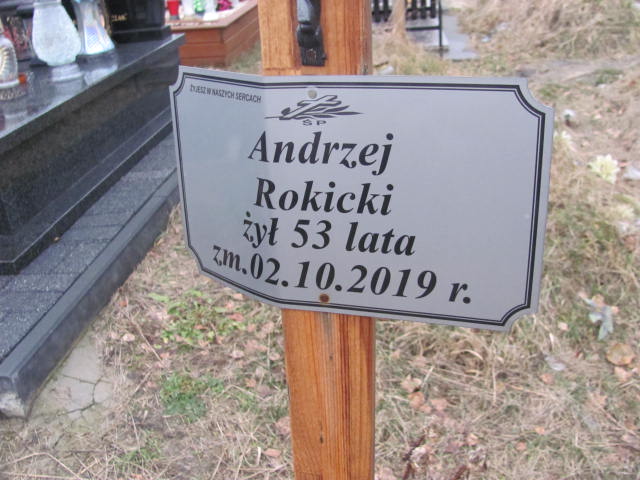 ŻYJESZ W NASZYCH SERCACH
ŚP
Andrzej
Rokicki
żył 53 lata
zm.02.10.2019 r.